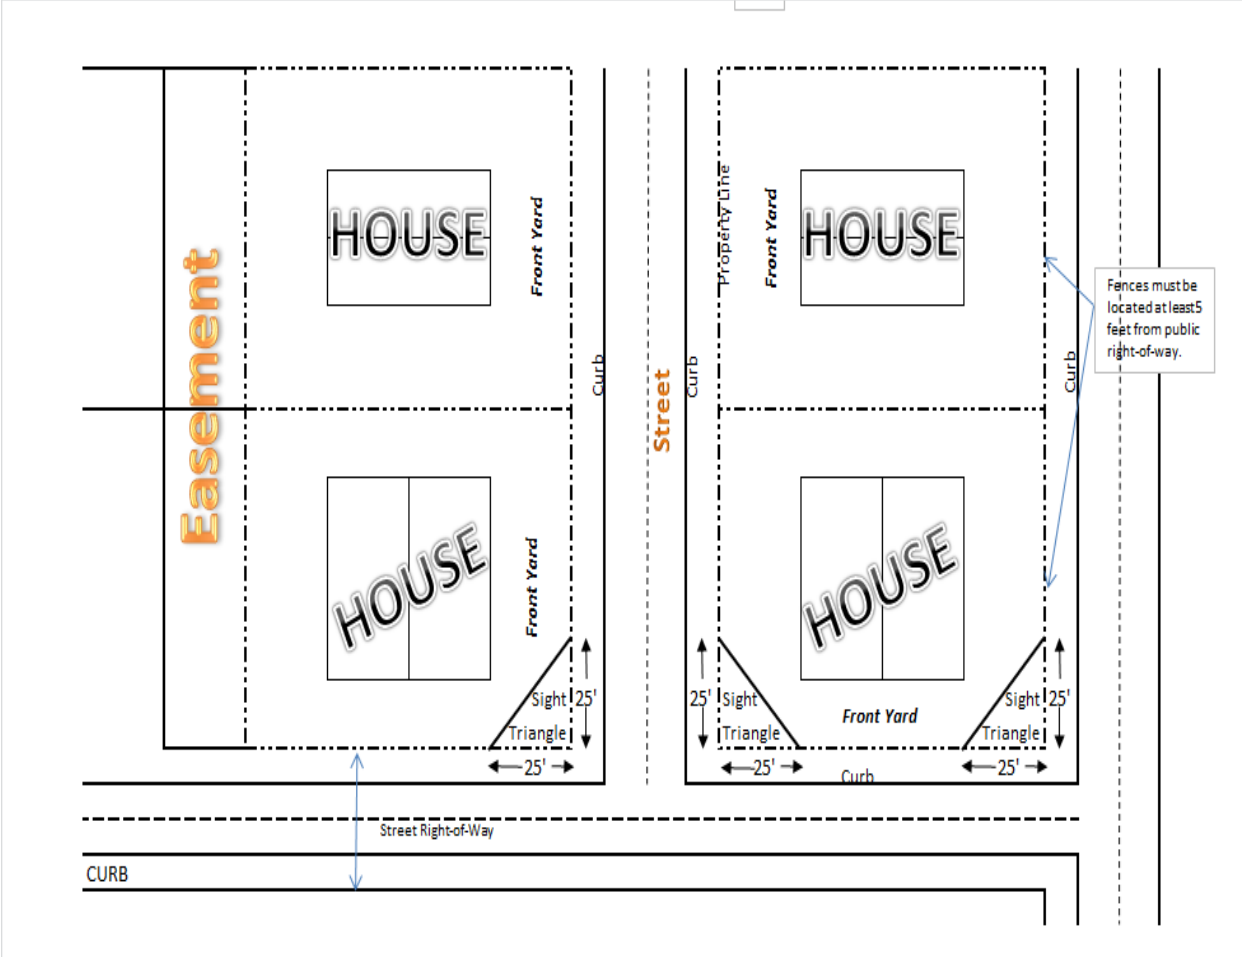 HOUSE
Front Yard
Property Line
Front Yard
HOUSE
Easement
Fences must be
located at least5
feet from public
right-of-way.
Curb
Street
Curb
Curb
HOUSE
Front Yard
HOUSE
Sight
Triangle
25'
25'
25'
Sight
Triangle
25'
Front Yard
Sight
Triangle
25'
25'
Curb
Street Right-of-Way
CURB